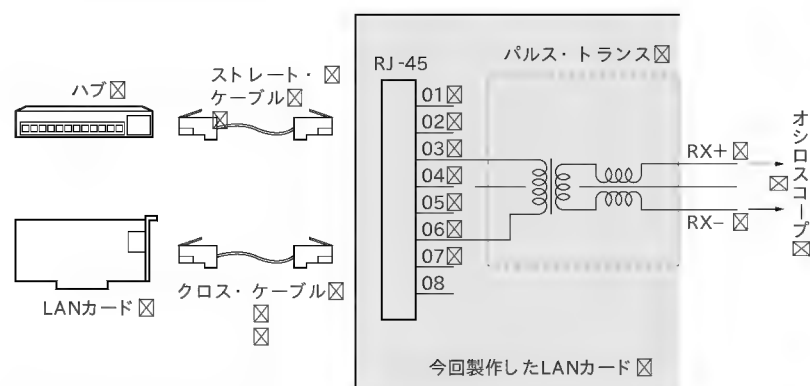 ハブ
ストレート・
ケーブル
LANカード
クロス・ケーブル
RJ-45
01
02
03
04
05
06
07
08
パルス・トランス
RX+
RX−
オシロスコープ
今回製作したLANカード